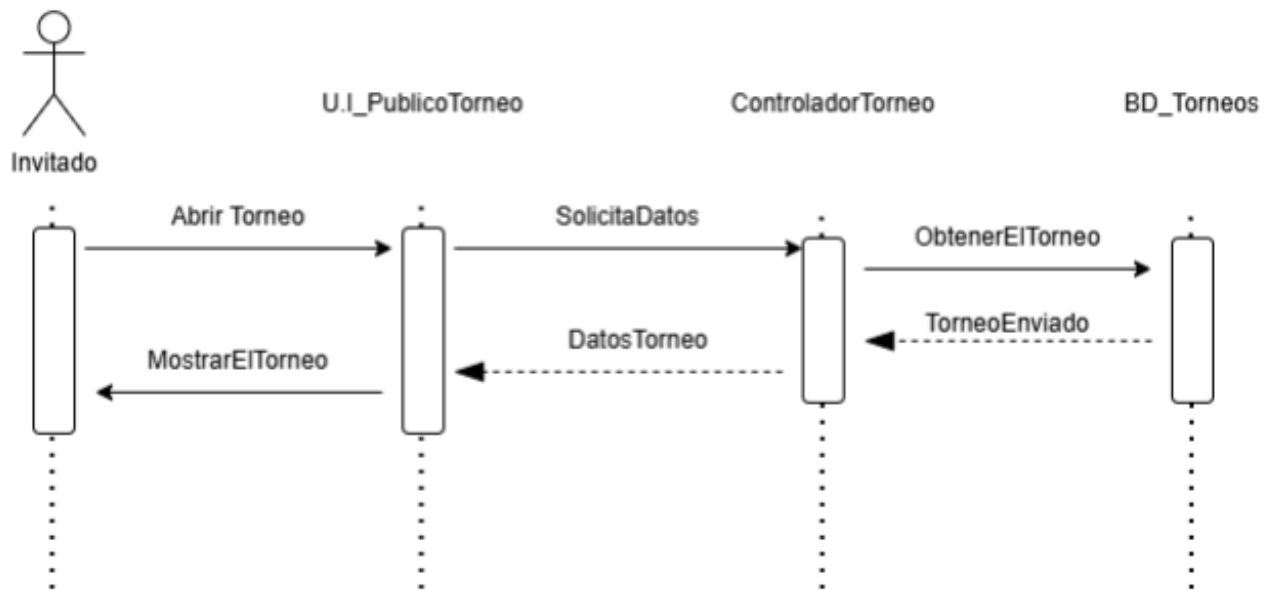 U.I_PublicoTorneo
ControladorTorneo
BD_Torneos
Invitado
Abrir Torneo
SolicitaDatos
ObtenerElTorneo
TorneoEnviado
DatosTorneo
MostrarElTorneo